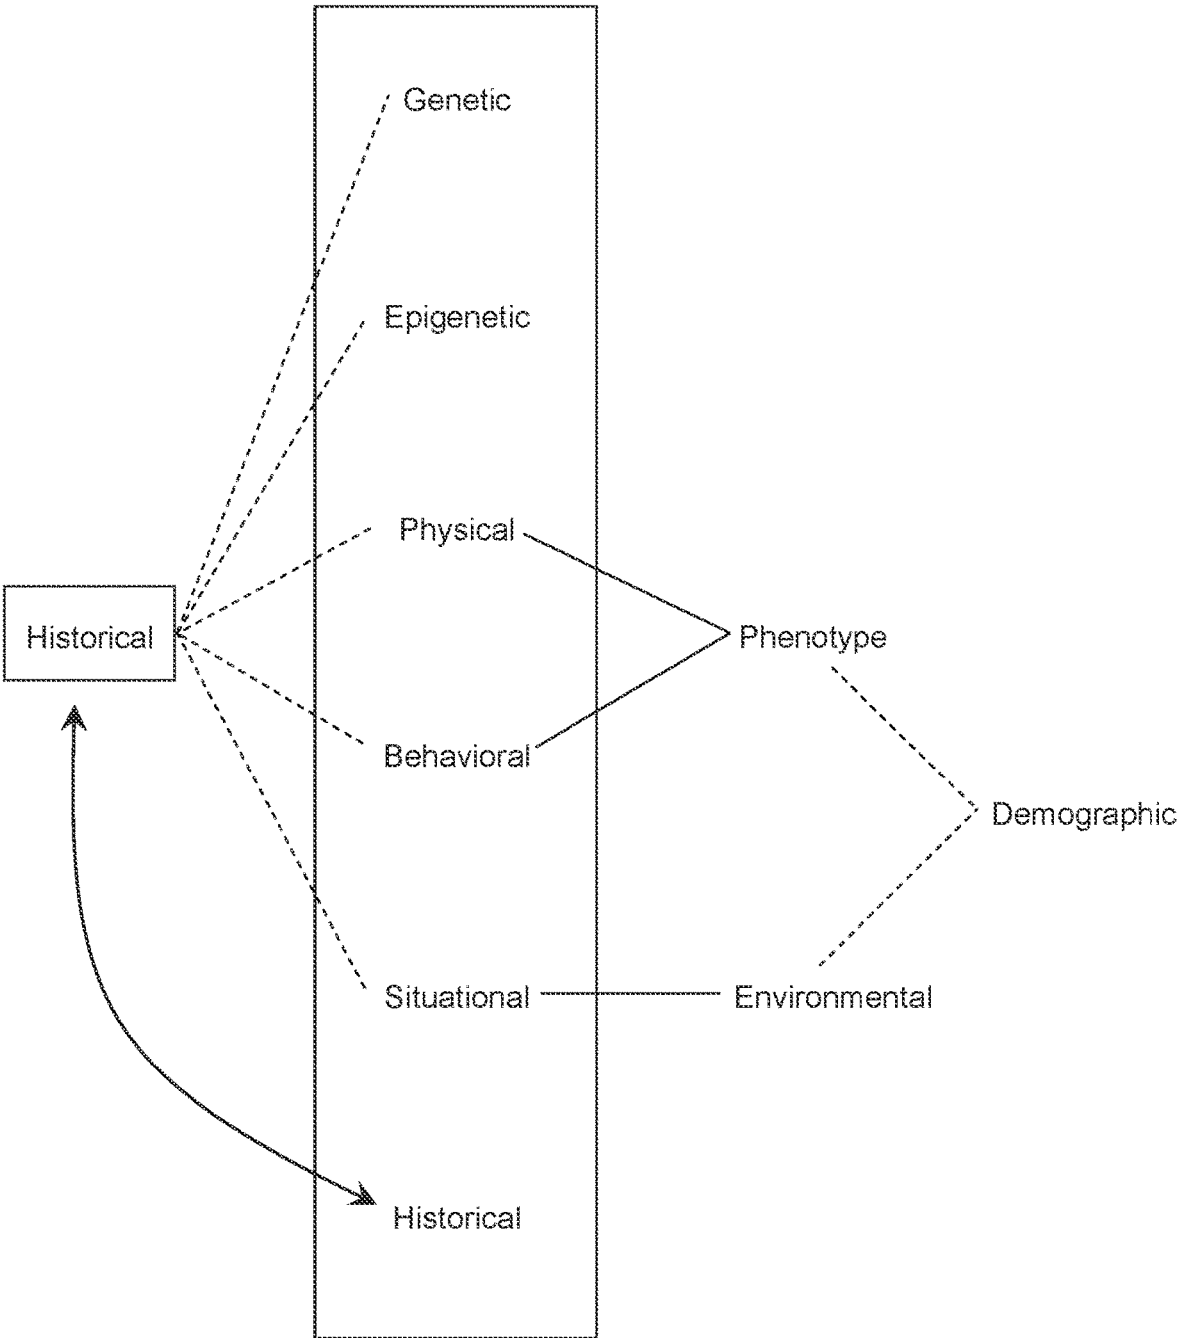 Genetic
Epigenetic
Physical
Historical
Phenotype
Behavioral
Demographic
Situational
Environmental
Historical